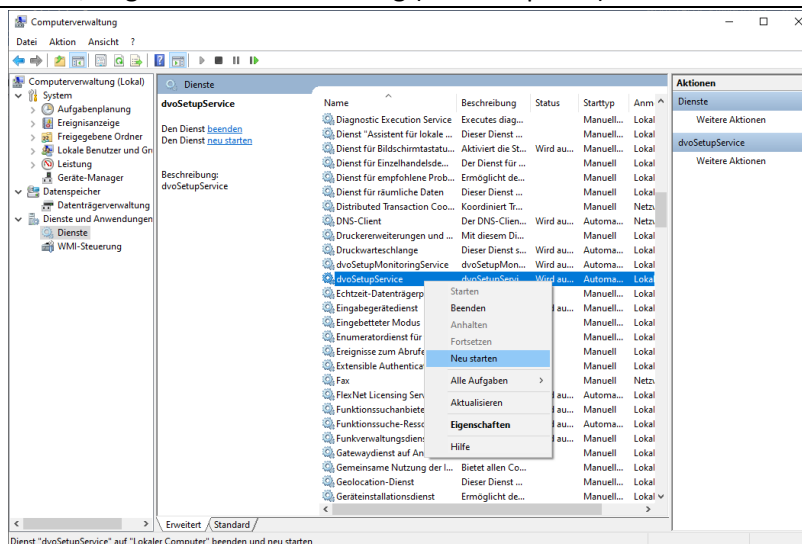 Computerverwaltung
Datei Aktion Ansicht ?
Computerverwaltung (Lokal)
System
Aufgabenplanung
Ereignisanzeige
Freigegebene Ordner
Lokale Benutzer und Gr
Leistung
Geräte-Manager
Datenspeicher
Datenträgerverwaltung
Dienste und Anwendungen
Dienste
WMI-Steuerung
Dienste
dvoSetupService
Den Dienst beenden
Den Dienst neu starten
Beschreibung:
dvoSetupService
Name Beschreibung Status Starttyp Anm
Diagnostic Execution Service Executes diag... Manuell... Lokal
Dienst "Assistent für lokale ... Dieser Dienst ... Manuell... Lokal
Dienst für Bildschirmtastatu... Aktiviert die St... Wird au... Manuell... Lokal
Dienst für Einzelhandelsde... Der Dienst für ... Manuell Lokal
Dienst für empfohlene Prob... Ermöglicht de... Manuell... Lokal
Dienst für räumliche Daten Dieser Dienst ... Manuell Lokal
Distributed Transaction Coo... Koordiniert Tr... Manuell Netz
DNS-Client Der DNS-Clien... Wird au... Automa... Netz
Druckererweiterungen und ... Mit diesem Di... Manuell Lokal
Druckwarteschlange Dieser Dienst s... Wird au... Automa... Lokal
dvoSetupMonitoringService dvoSetupMon... Wird au... Automa... Lokal
dvoSetupService dvoSetupServi... Wird au... Automa... Lokal
Echtzeit-Datenträgerp Manuell... Lokal
Eingabegerätedienst au... Manuell... Lokal
Eingebetteter Modus Manuell... Lokal
Enumeratordienst für Manuell... Lokal
Ereignisse zum Abrufe Manuell Lokal
Extensible Authentica Manuell Lokal
Fax Manuell Netz
FlexNet Licensing Serv au... Automa... Lokal
Funktionssuchanbiete au... Manuell Lokal
Funktionssuche-Resso au... Manuell... Lokal
Funkverwaltungsdiens au... Manuell Lokal
Gatewaydienst auf An Manuell... Lokal
Gemeinsame Nutzung der I... Bietet allen Co... Manuell... Lokal
Geolocation-Dienst Dieser Dienst ... Manuell... Lokal
Geräteinstallationsdienst Ermöglicht de... Manuell... Lokal
Starten
Beenden
Anhalten
Fortsetzen
Neu starten
Alle Aufgaben
Aktualisieren
Eigenschaften
Hilfe
Erweitert Standard
Aktionen
Dienste
Weitere Aktionen
dvoSetupService
Weitere Aktionen
Dienst "dvoSetupService" auf "Lokaler Computer" beenden und neu starten